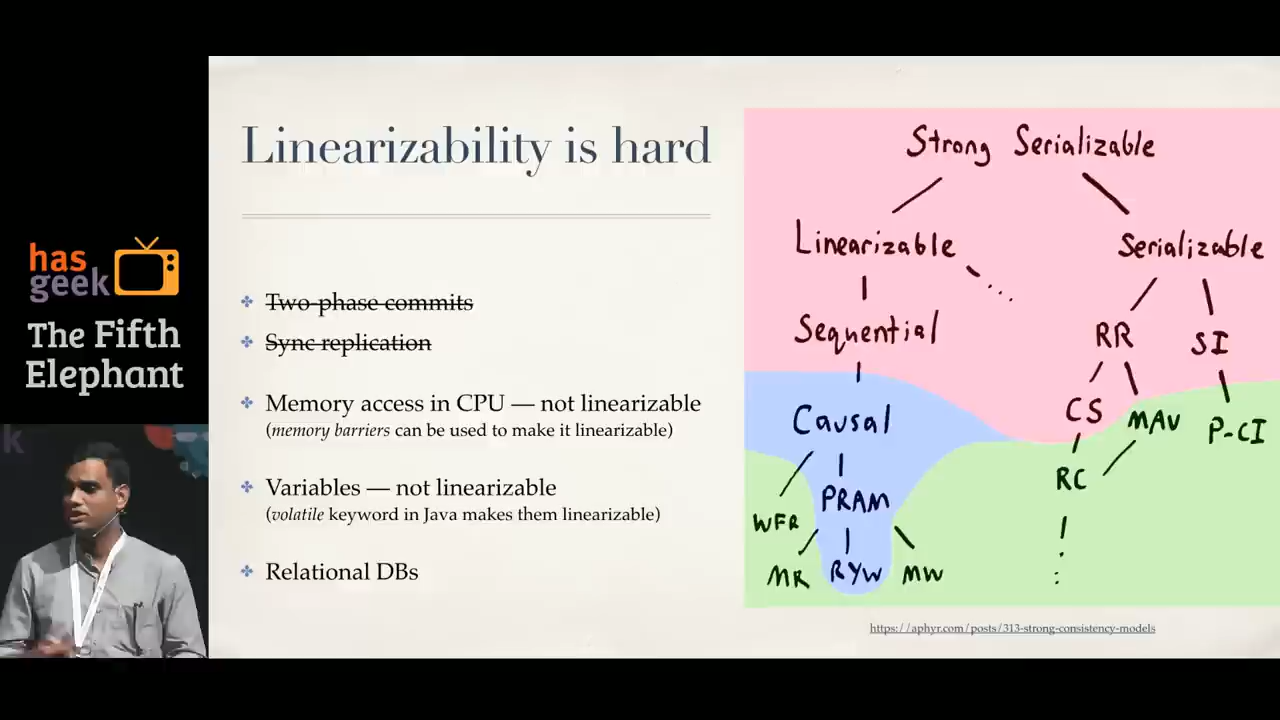 has
geek
The Fifth
Elephant
k
Linearizability is hard
Two-phase commits
Sync replication
Memory access in CPU — not linearizable
(memory barriers can be used to make it linearizable)
Variables — not linearizable
(volatile keyword in Java makes them linearizable)
Relational DBs
Strong Serializable
Linearizable
Serializable
Sequential
RR
SI
Causal
CS
MAV
P-CI
RC
WFR
PRAM
MR
RYW
MW
https://aphyr.com/posts/313-strong-consistency-models